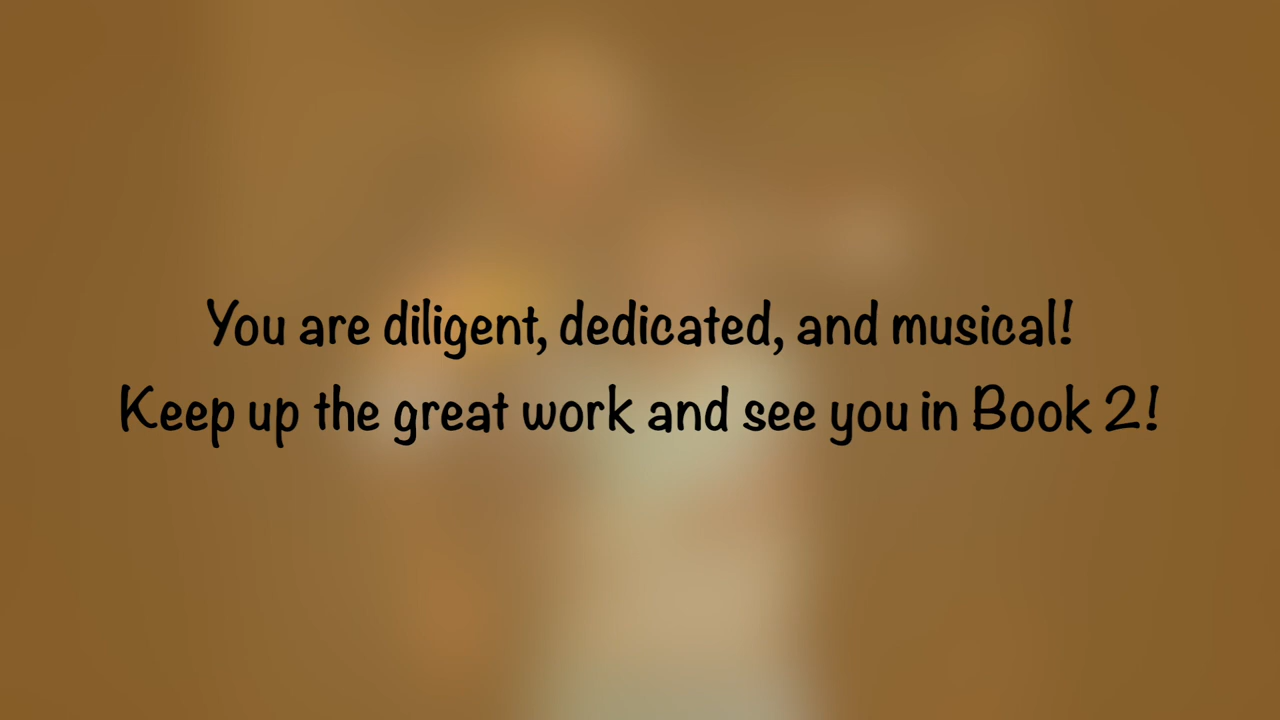 You are diligent, dedicated, and musical!
Keep up the great work and see you in Book 2!